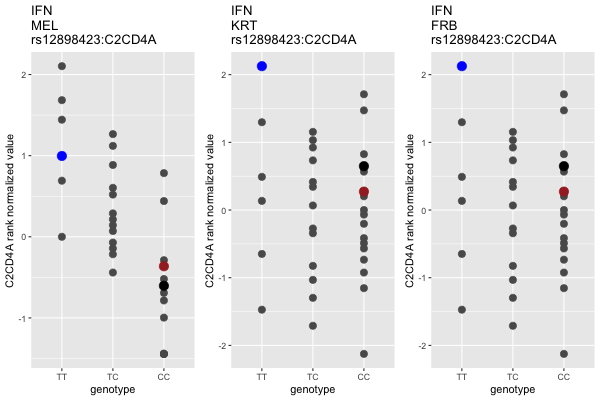 IFN
MEL
rs12898423:C2CD4A
C2CD4A rank normalized value
2
1
0
-1
TT TC CC
genotype
IFN
KRT
rs12898423:C2CD4A
C2CD4A rank normalized value
2
1
0
-1
-2
TT TC CC
genotype
IFN
FRB
rs12898423:C2CD4A
C2CD4A rank normalized value
2
1
0
-1
-2
TT TC CC
genotype